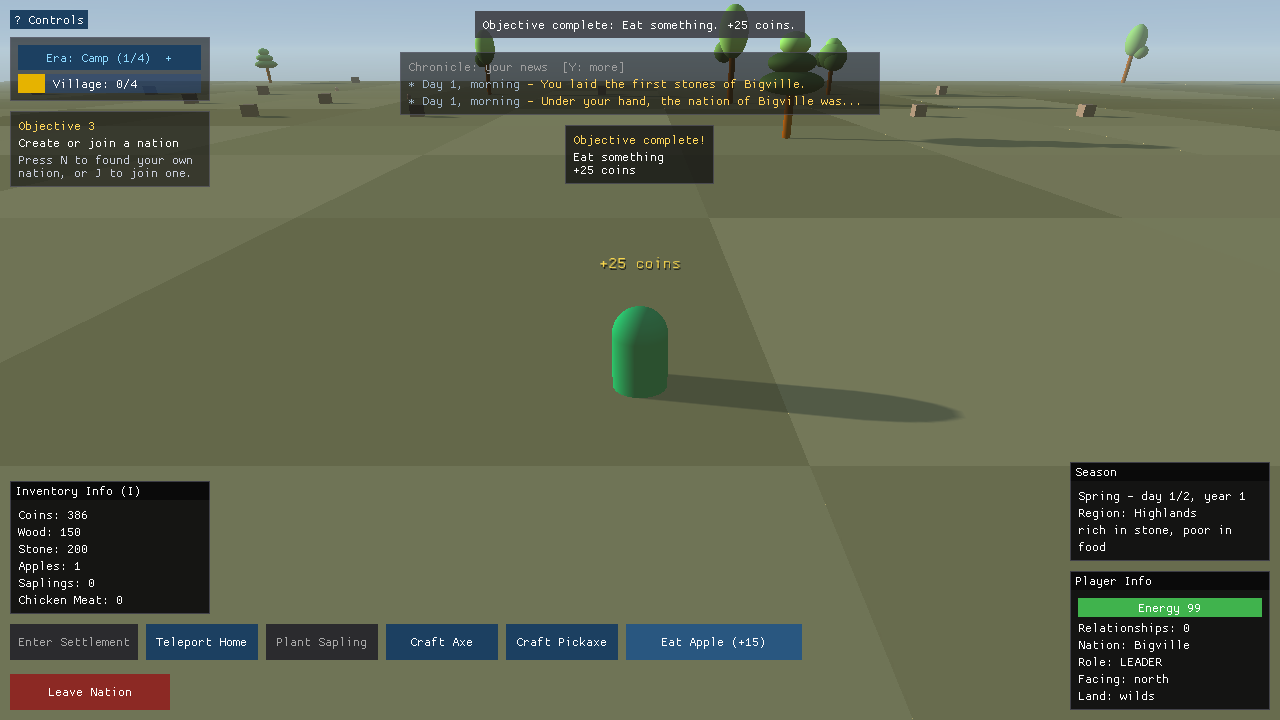 ? Controls
Era: Camp (1/4)  +
Village: 0/4
Objective 3
Create or join a nation
Press N to found your own
nation, or J to join one.
Objective complete: Eat something. +25 coins.
Chronicle: your news  [Y: more]
* Day 1, morning – You laid the first stones of Bigville.
* Day 1, morning – Under your hand, the nation of Bigville was...
Objective complete!
Eat something
+25 coins
+25 coins
Inventory Info (I)
Coins: 386
Wood: 150
Stone: 200
Apples: 1
Saplings: 0
Chicken Meat: 0
Season
Spring – day 1/2, year 1
Region: Highlands
rich in stone, poor in
food
Player Info
Energy 99
Relationships: 0
Nation: Bigville
Role: LEADER
Facing: north
Land: wilds
Enter Settlement
Teleport Home
Plant Sapling
Craft Axe
Craft Pickaxe
Eat Apple (+15)
Leave Nation